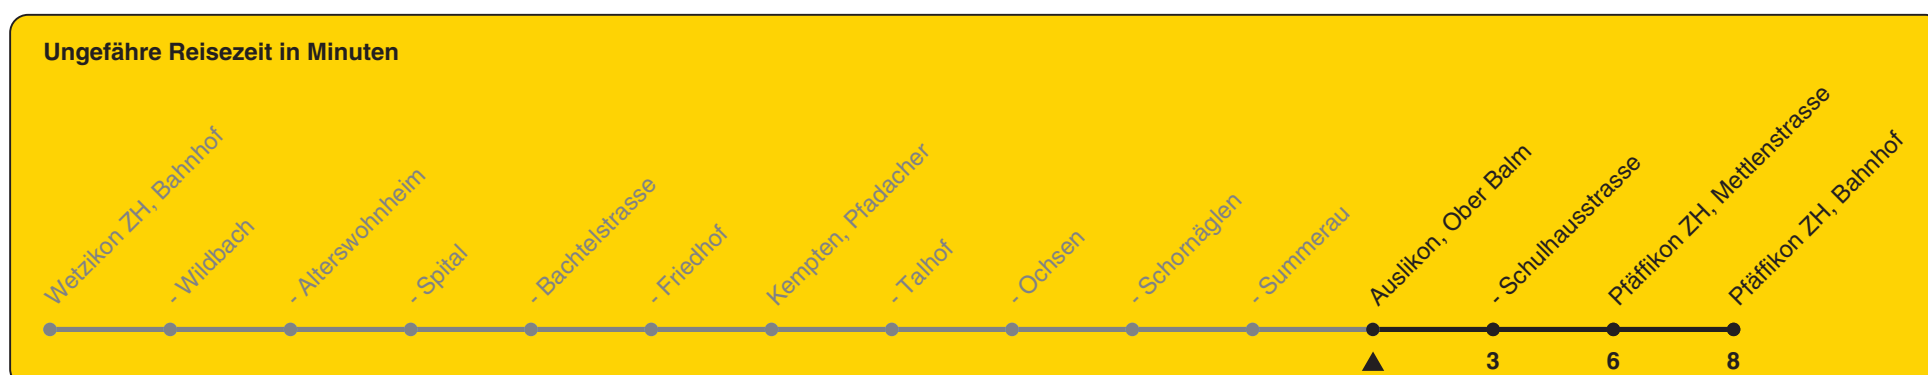 Ungefähre Reisezeit in Minuten
Wetzikon ZH, Bahnhof
- Wildbach
- Alterswohnheim
- Spital
- Bachtelstrasse
- Friedhof
Kempten, Pfadacher
- Talhof
- Ochsen
- Schornäglen
- Summerau
Auslikon, Ober Balm
- Schulhausstrasse
Pfäffikon ZH, Mettlenstrasse
Pfäffikon ZH, Bahnhof
3 6 8